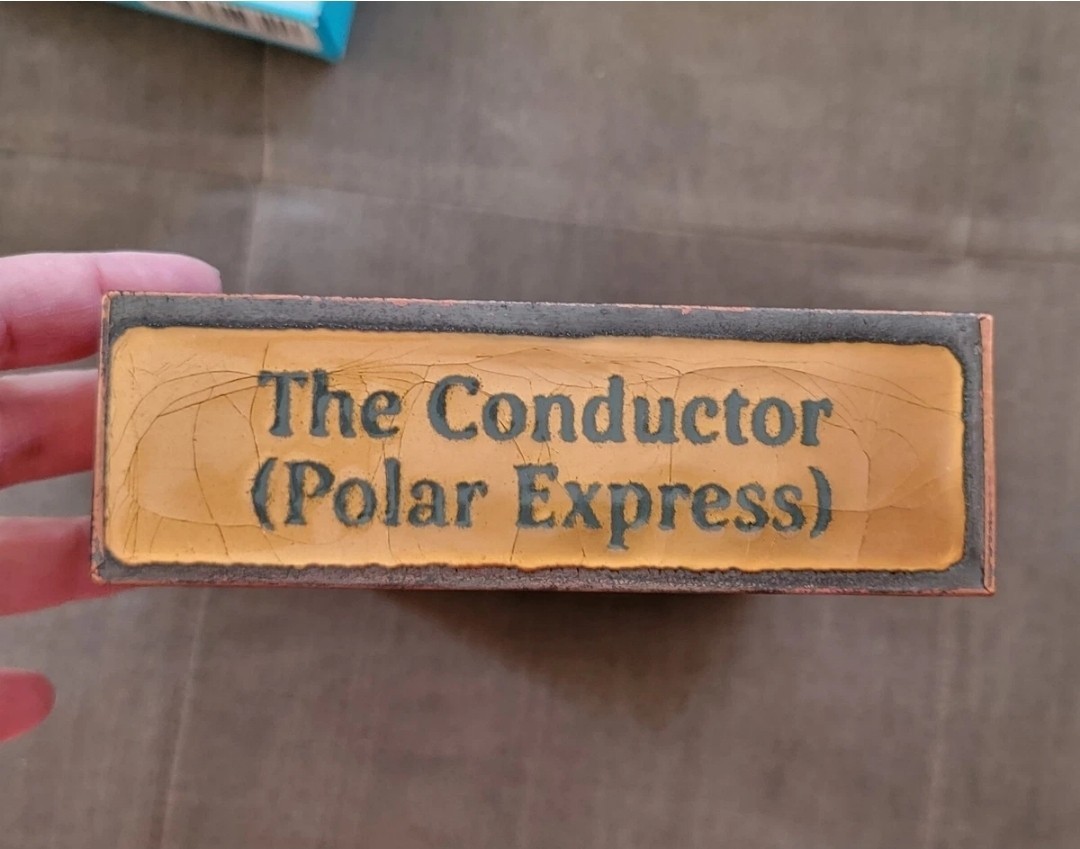 The Conductor
(Polar Express)